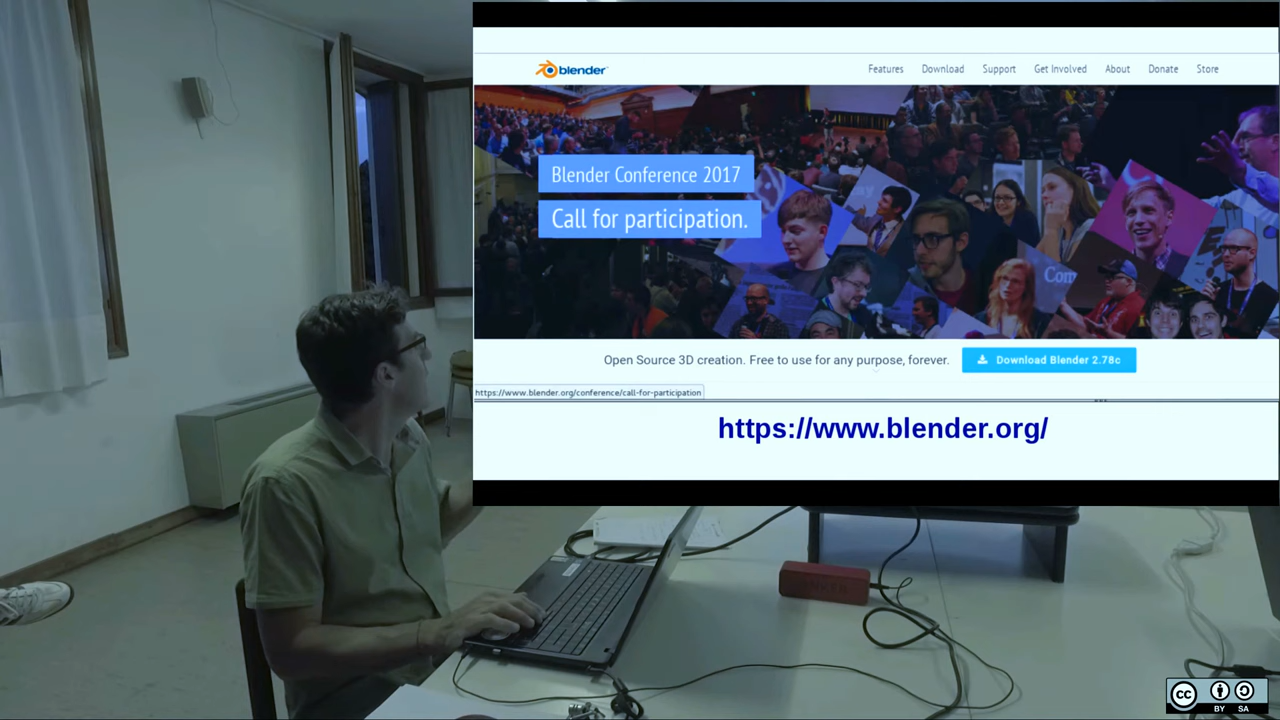 blender
Features Download Support Get Involved About Donate Store
Blender Conference 2017
Call for participation.
Open Source 3D creation. Free to use for any purpose, forever. Download Blender 2.78c
https://www.blender.org/conference/call-for-participation
https://www.blender.org/
ANKER
cc BY SA